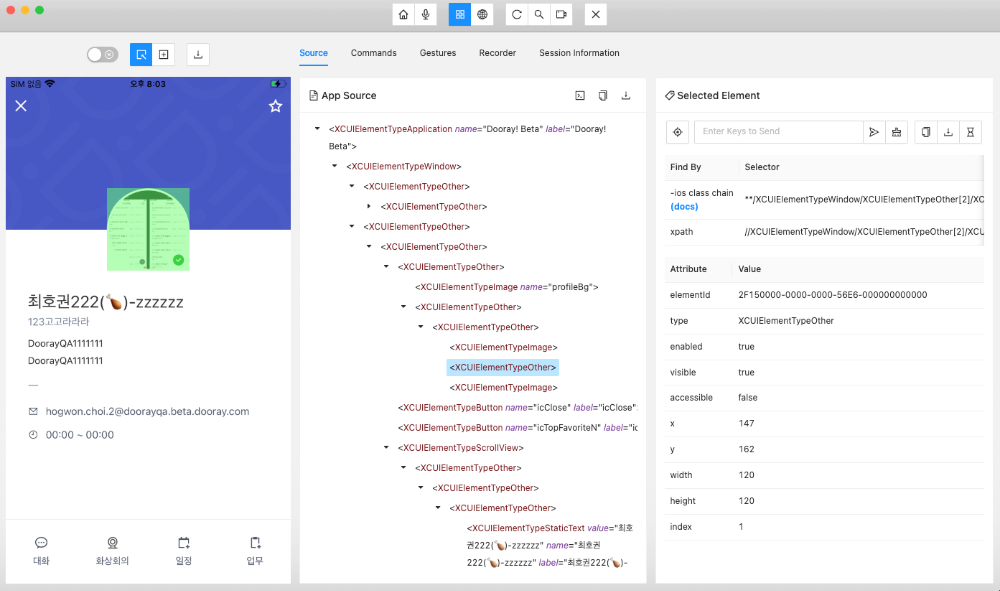 Source
Commands
Gestures
Recorder
Session Information
SIM 없음
오후 8:03
최호권222(🍗)-zzzzzz
123고고라라라
DoorayQA1111111
DoorayQA1111111
—
hogwon.choi.2@doorayqa.beta.dooray.com
00:00 ~ 00:00
대화
화상회의
일정
업무
App Source
<XCUIElementTypeApplication name="Dooray! Beta" label="Dooray!
Beta">
<XCUIElementTypeWindow>
<XCUIElementTypeOther>
<XCUIElementTypeOther>
<XCUIElementTypeOther>
<XCUIElementTypeOther>
<XCUIElementTypeOther>
<XCUIElementTypeImage name="profileBg">
<XCUIElementTypeOther>
<XCUIElementTypeOther>
<XCUIElementTypeImage>
<XCUIElementTypeOther>
<XCUIElementTypeImage>
<XCUIElementTypeButton name="icClose" label="icClose"
<XCUIElementTypeButton name="icTopFavoriteN" label="ic
<XCUIElementTypeScrollView>
<XCUIElementTypeOther>
<XCUIElementTypeOther>
<XCUIElementTypeOther>
<XCUIElementTypeStaticText value="최호
권222(🍗)-zzzzzz" name="최호권
222(🍗)-zzzzzz" label="최호권222(🍗)-
Selected Element
Enter Keys to Send
Find By
Selector
-ios class chain
(docs)
**/XCUIElementTypeWindow/XCUIElementTypeOther[2]/XC
xpath
//XCUIElementTypeWindow/XCUIElementTypeOther[2]/XCU
Attribute
Value
elementId
2F150000-0000-0000-56E6-000000000000
type
XCUIElementTypeOther
enabled
true
visible
true
accessible
false
x
147
y
162
width
120
height
120
index
1